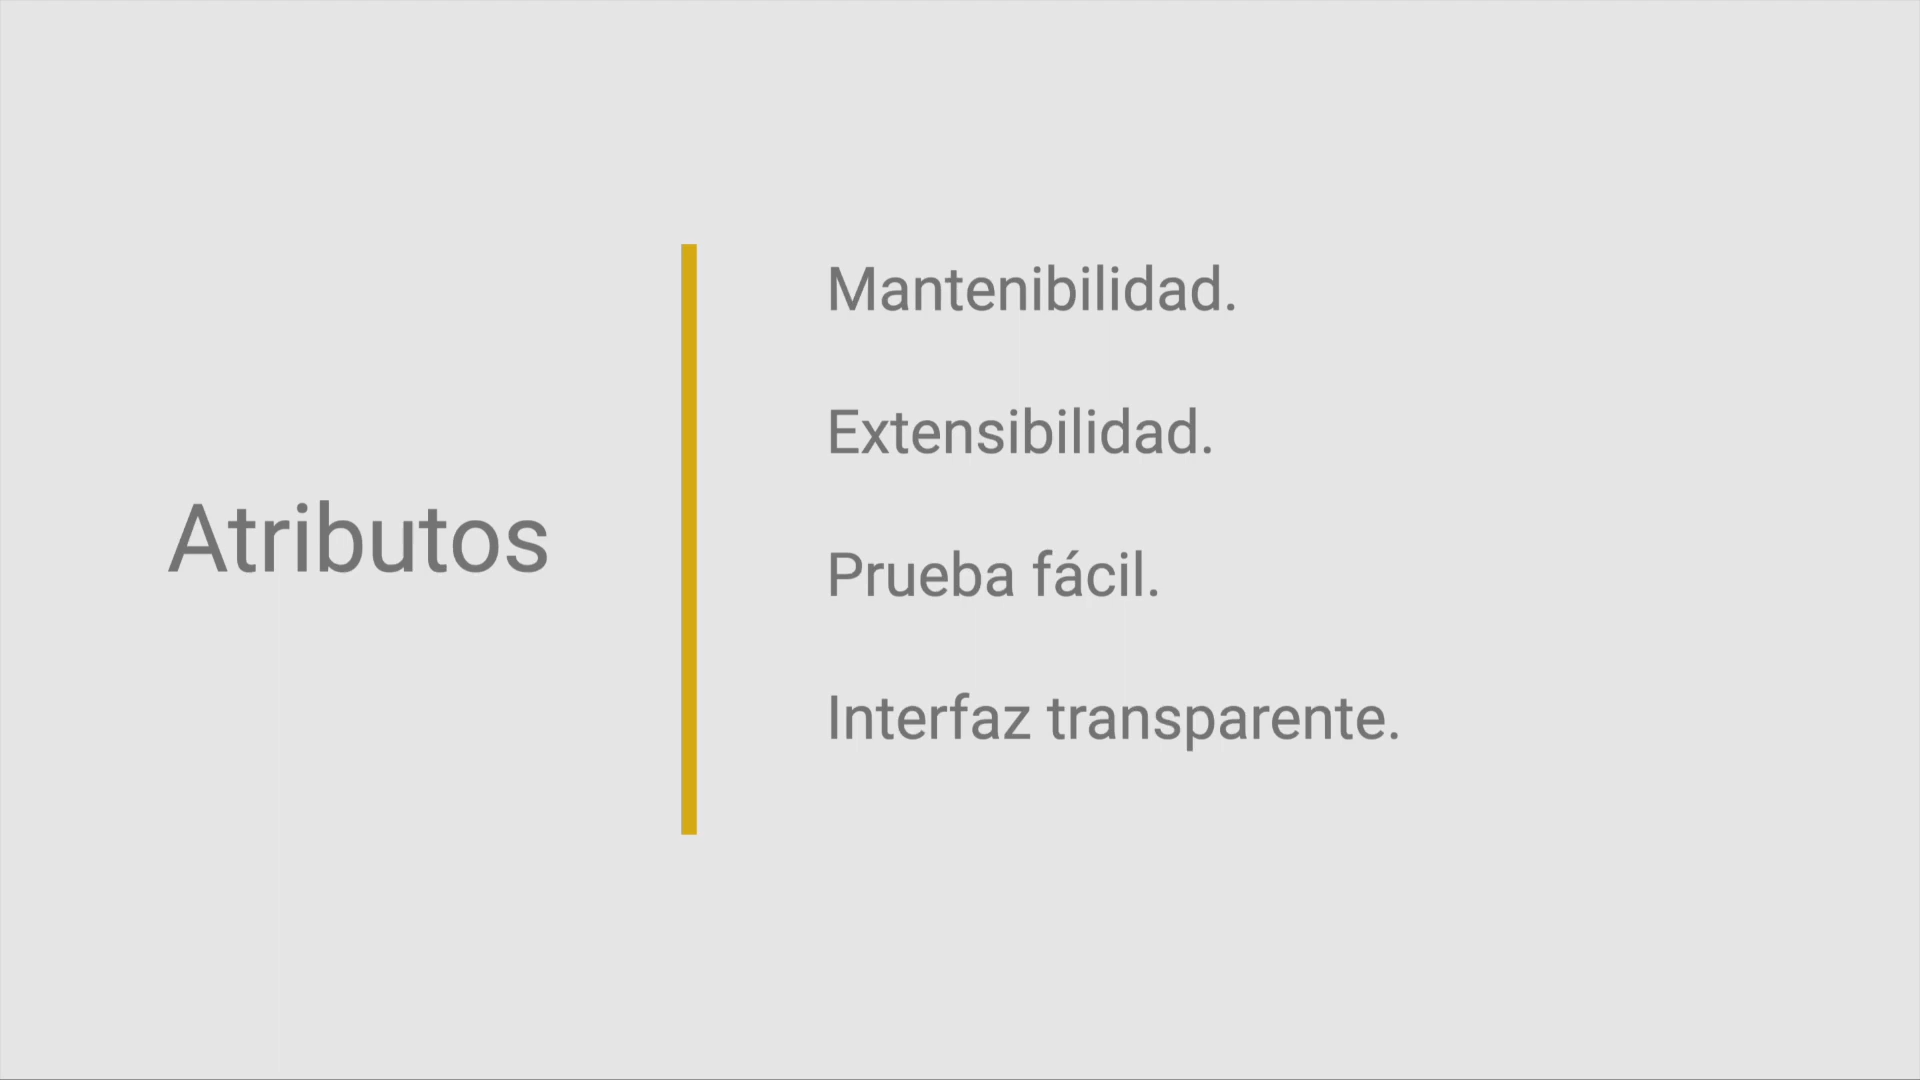 Atributos
Mantenibilidad.
Extensibilidad.
Prueba fácil.
Interfaz transparente.